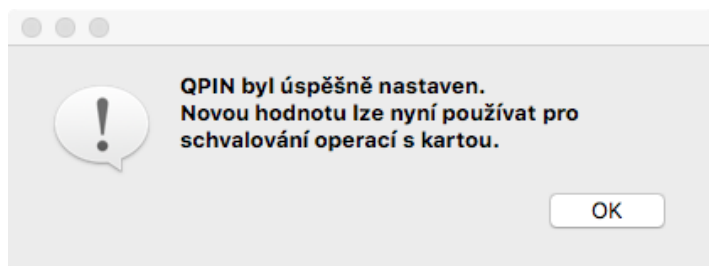 QPIN byl úspěšně nastaven.
Novou hodnotu lze nyní používat pro
schvalování operací s kartou.
OK